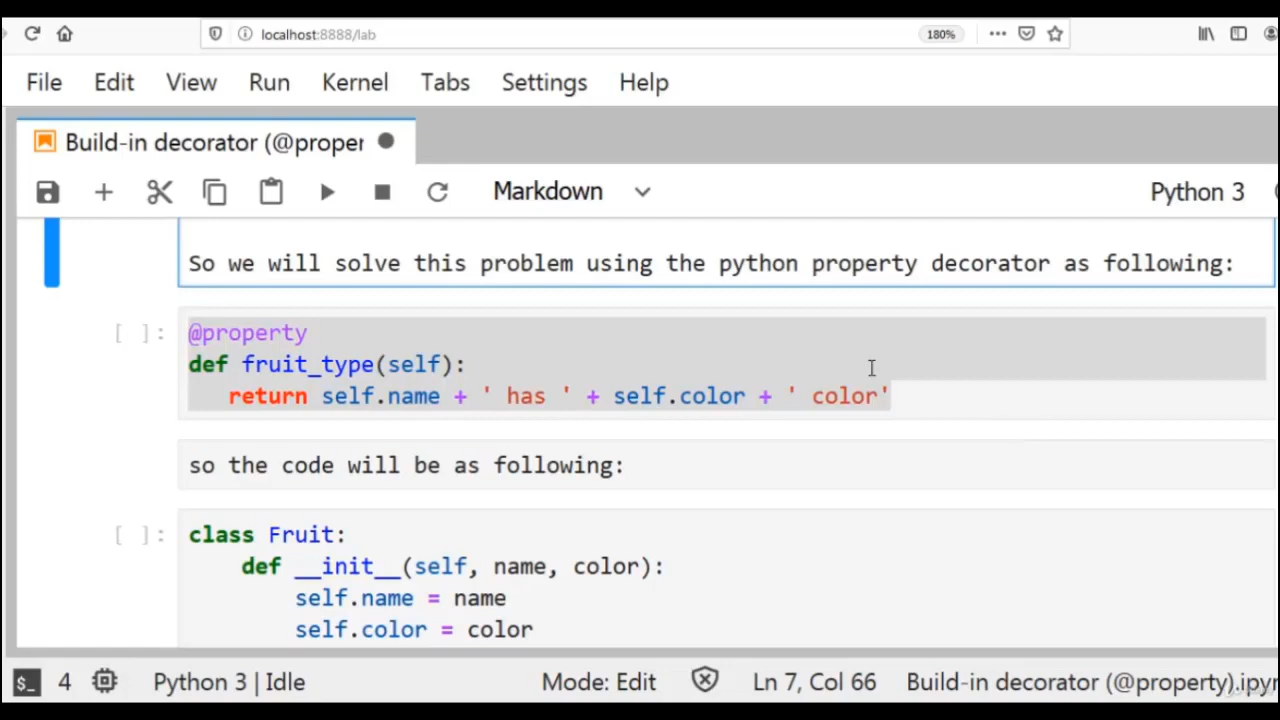 localhost:8888/lab
180%
File Edit View Run Kernel Tabs Settings Help
Build-in decorator (@proper
Markdown
Python 3
So we will solve this problem using the python property decorator as following:
[ ]: @property
def fruit_type(self):
return self.name + ' has ' + self.color + ' color'
so the code will be as following:
[ ]: class Fruit:
def __init__(self, name, color):
self.name = name
self.color = color
$_ 4 Python 3 | Idle Mode: Edit Ln 7, Col 66 Build-in decorator (@property).ipyn